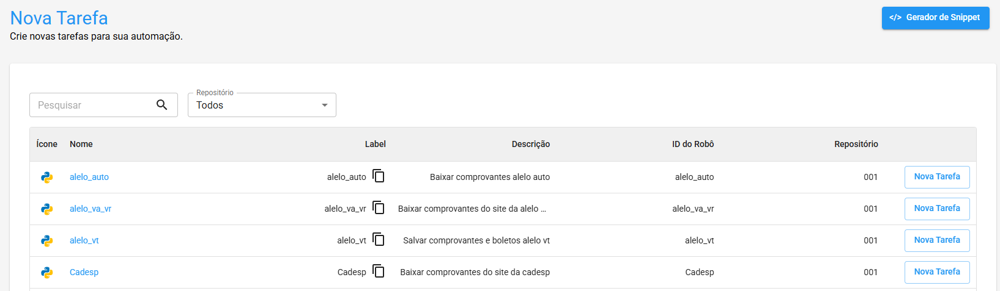 Nova Tarefa
</> Gerador de Snippet
Crie novas tarefas para sua automação.
Repositório
Pesquisar
Todos
Ícone Nome Label Descrição ID do Robô Repositório
alelo_auto alelo_auto Baixar comprovantes alelo auto alelo_auto 001 Nova Tarefa
alelo_va_vr alelo_va_vr Baixar comprovantes do site da alelo ... alelo_va_vr 001 Nova Tarefa
alelo_vt alelo_vt Salvar comprovantes e boletos alelo vt alelo_vt 001 Nova Tarefa
Cadesp Cadesp Baixar comprovantes do site da cadesp Cadesp 001 Nova Tarefa